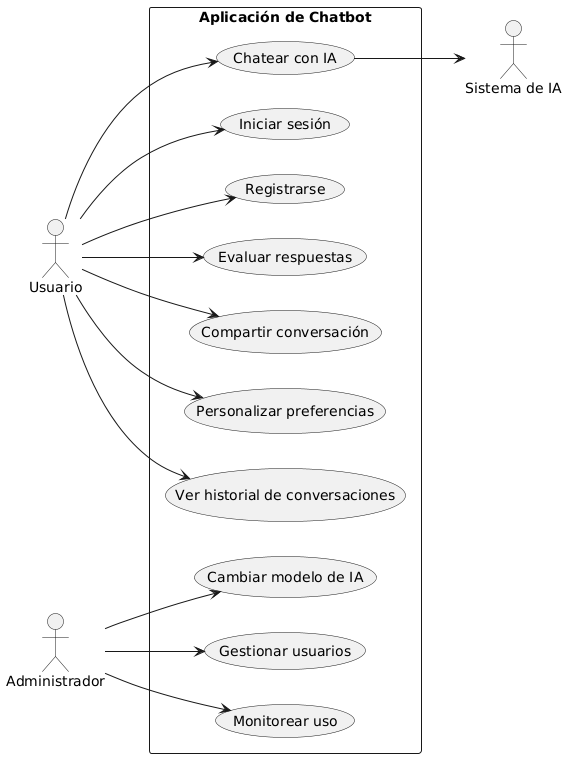 Aplicación de Chatbot
Chatear con IA
Sistema de IA
Iniciar sesión
Registrarse
Evaluar respuestas
Usuario
Compartir conversación
Personalizar preferencias
Ver historial de conversaciones
Cambiar modelo de IA
Gestionar usuarios
Administrador
Monitorear uso